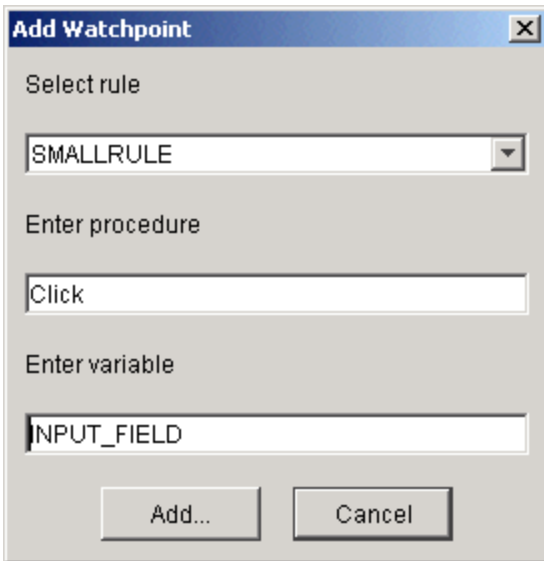 Add Watchpoint
Select rule
SMALLRULE
Enter procedure
Click
Enter variable
INPUT_FIELD
Add... Cancel